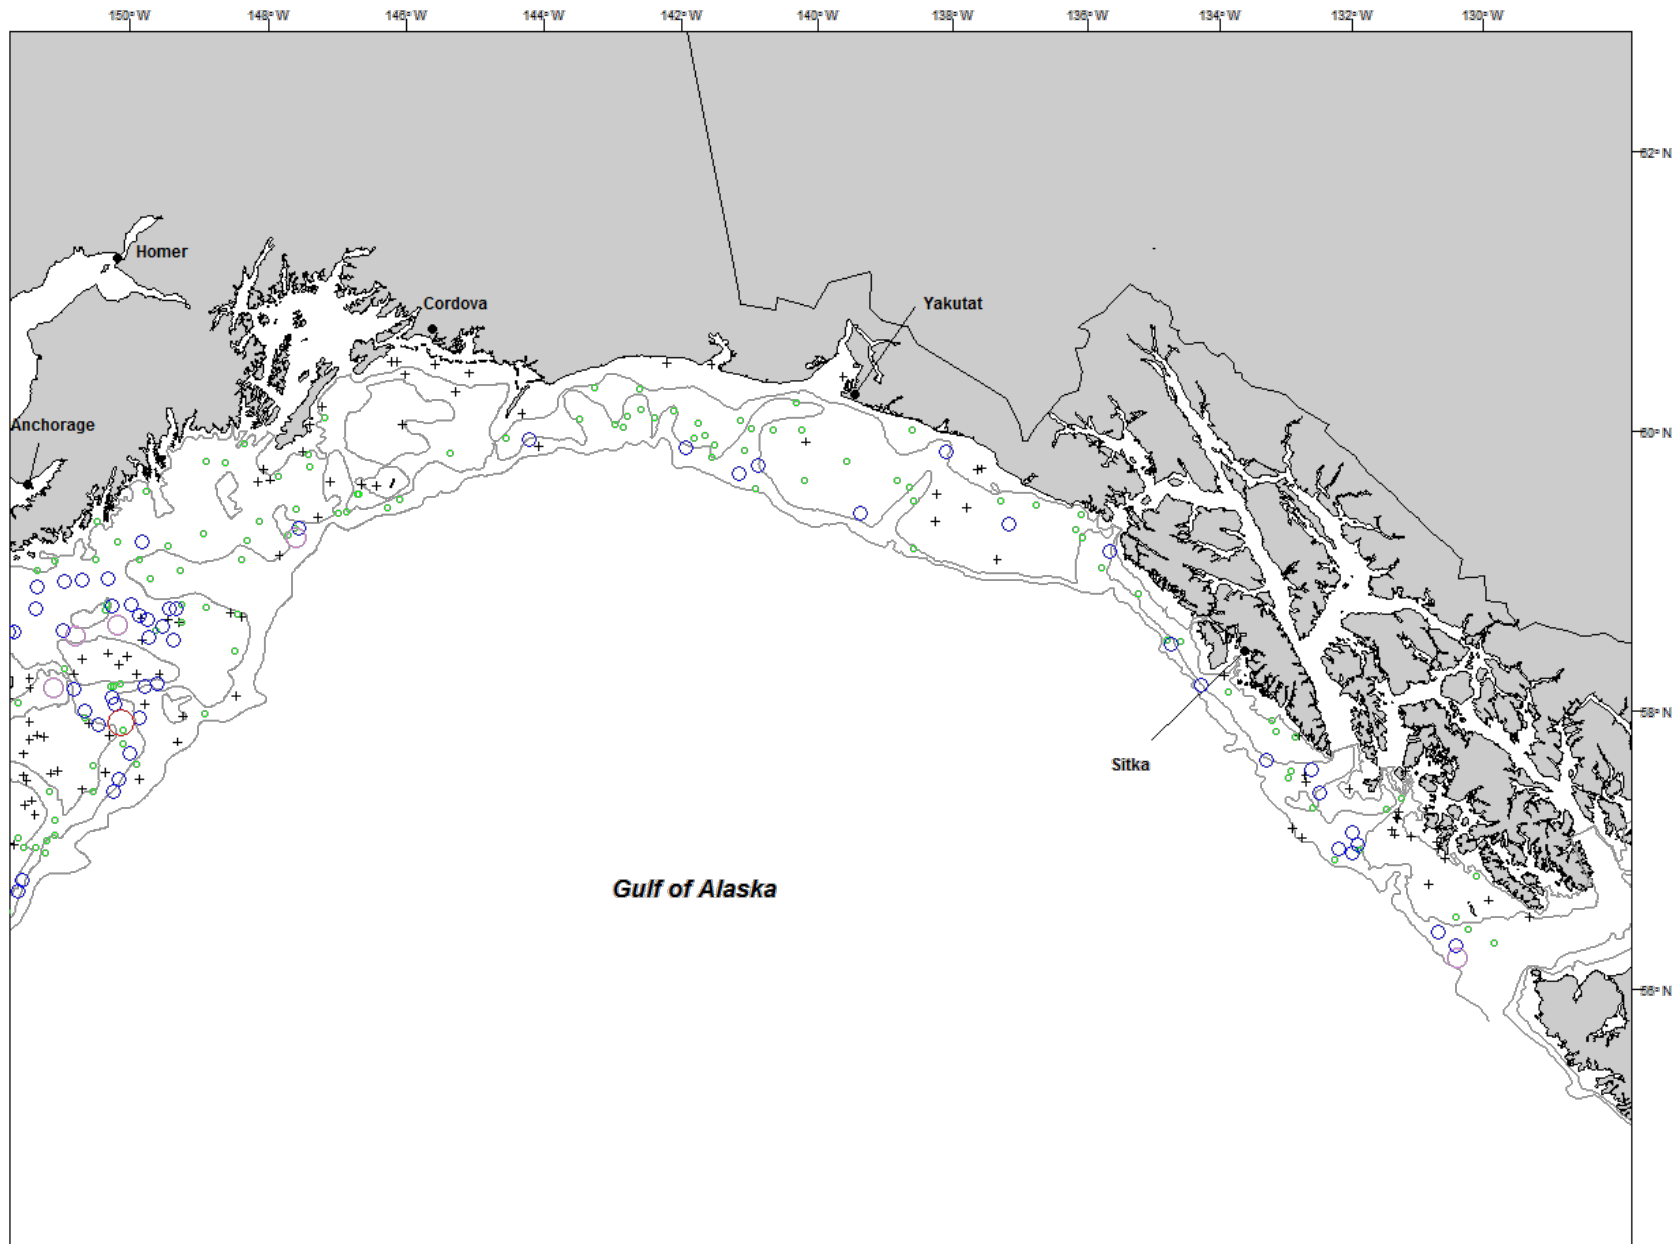 150° W 148° W 146° W 144° W 142° W 140° W 138° W 136° W 134° W 132° W 130° W
62° N
Homer
Cordova
Yakutat
Anchorage
60° N
58° N
Sitka
Gulf of Alaska
56° N